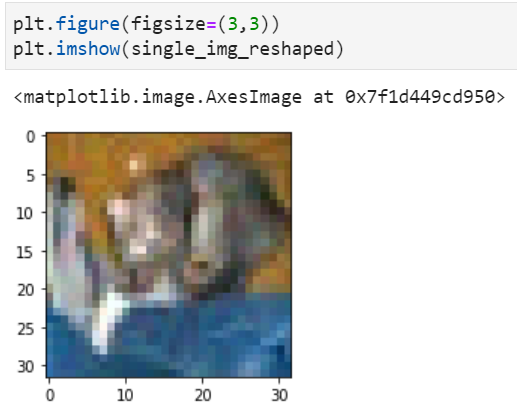 plt.figure(figsize=(3,3))
plt.imshow(single_img_reshaped)
<matplotlib.image.AxesImage at 0x7f1d449cd950>
0
5
10
15
20
25
30
0 10 20 30